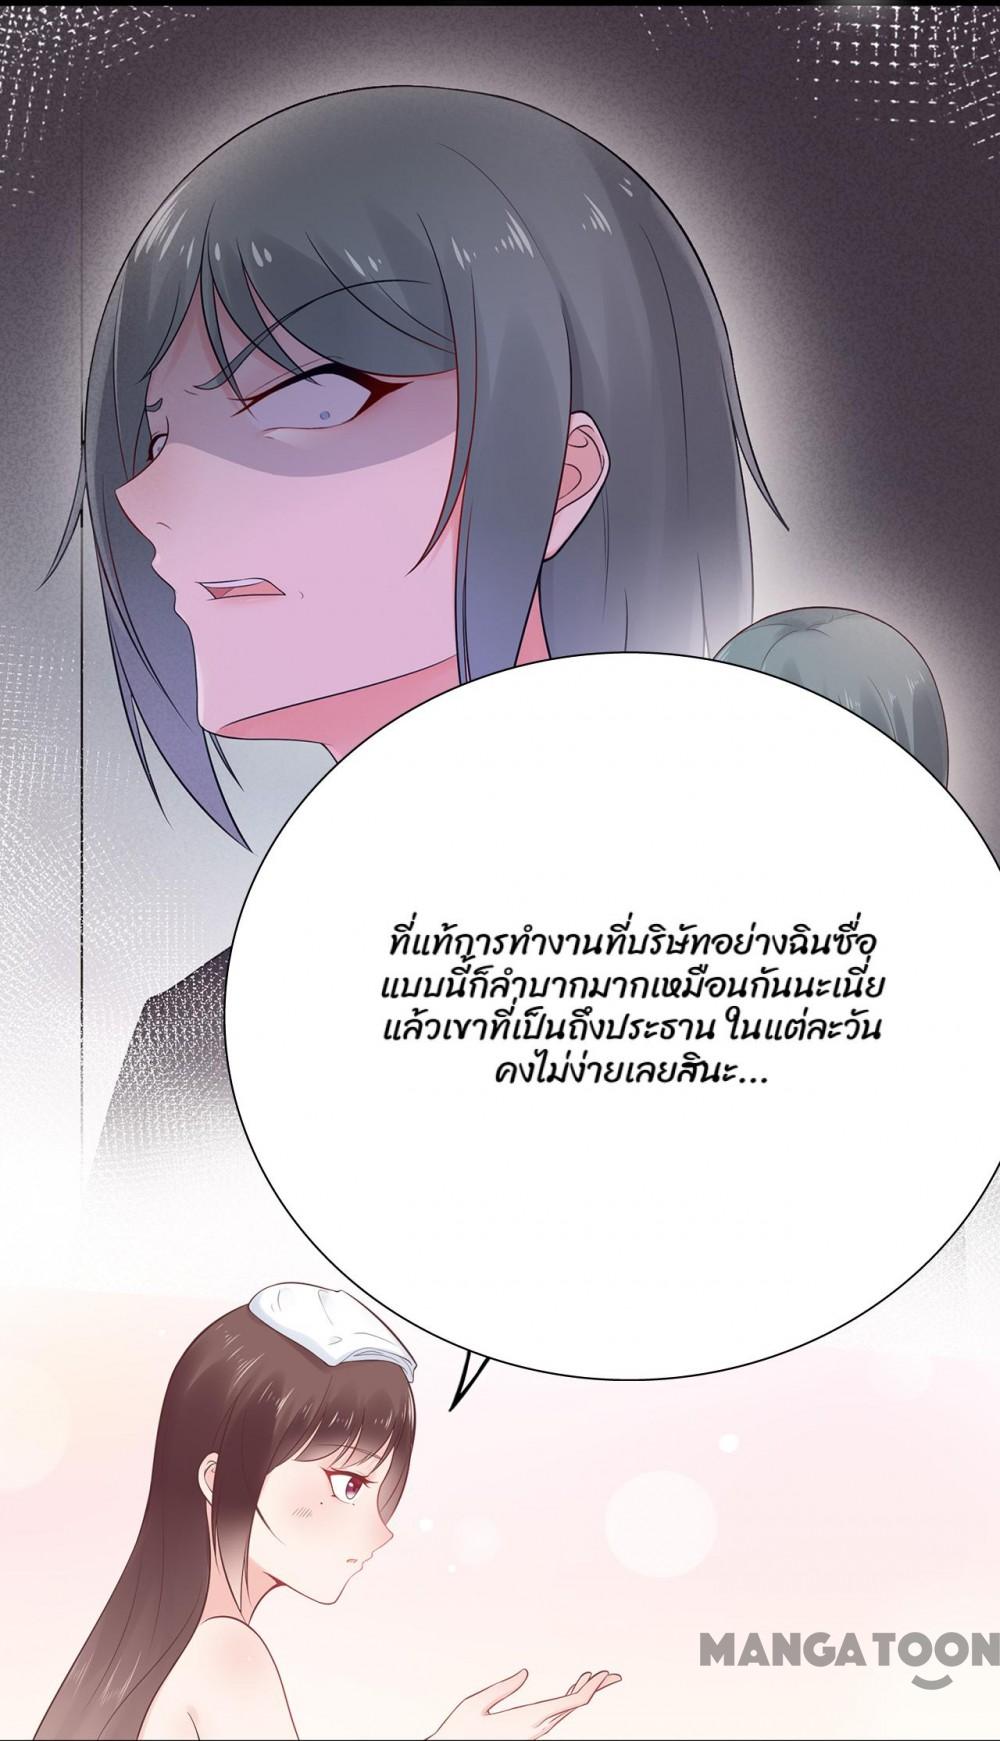 ที่แท้การทำงานที่บริษัทอย่างฉินซื่อ
แบบนี้ก็ลำบากมากเหมือนกันนะเนี่ย
แล้วเขาที่เป็นถึงประธาน ในแต่ละวัน
คงไม่ง่ายเลยสินะ...
MANGATOON